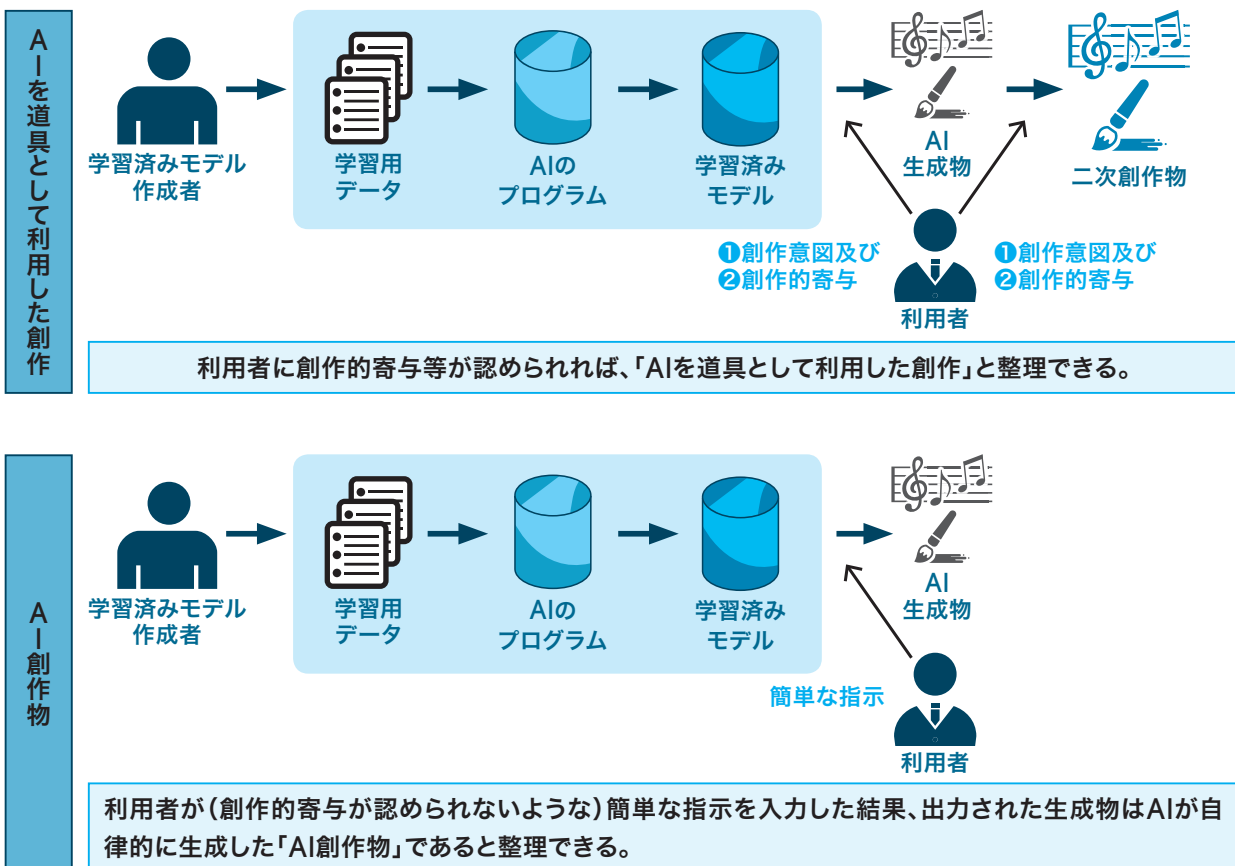 AIを道具として利用した創作
学習済みモデル
作成者
学習用
データ
AIの
プログラム
学習済み
モデル
AI
生成物
二次創作物
❶創作意図及び
❷創作的寄与
❶創作意図及び
❷創作的寄与
利用者
利用者に創作的寄与等が認められれば、「AIを道具として利用した創作」と整理できる。
AI創作物
学習済みモデル
作成者
学習用
データ
AIの
プログラム
学習済み
モデル
AI
生成物
簡単な指示
利用者
利用者が(創作的寄与が認められないような)簡単な指示を入力した結果、出力された生成物はAIが自
律的に生成した「AI創作物」であると整理できる。